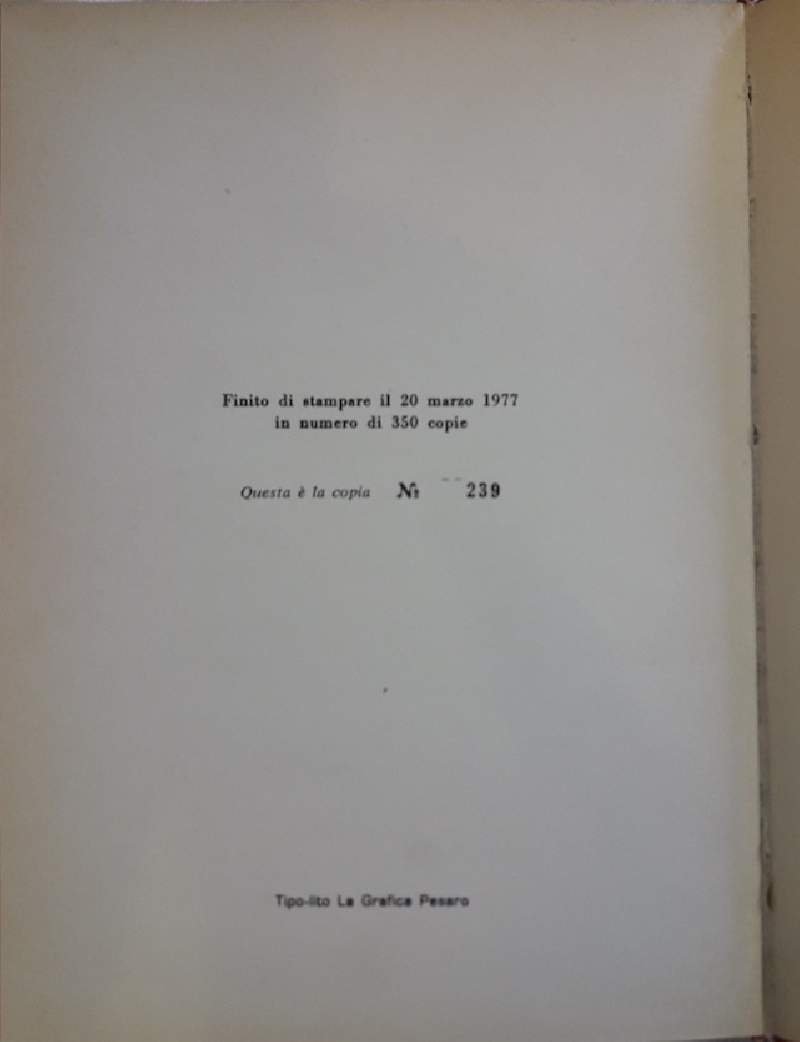 Finito di stampare il 20 marzo 1977
in numero di 350 copie
Questa è la copia № 239
Tipo-lito La Grafica Pesaro